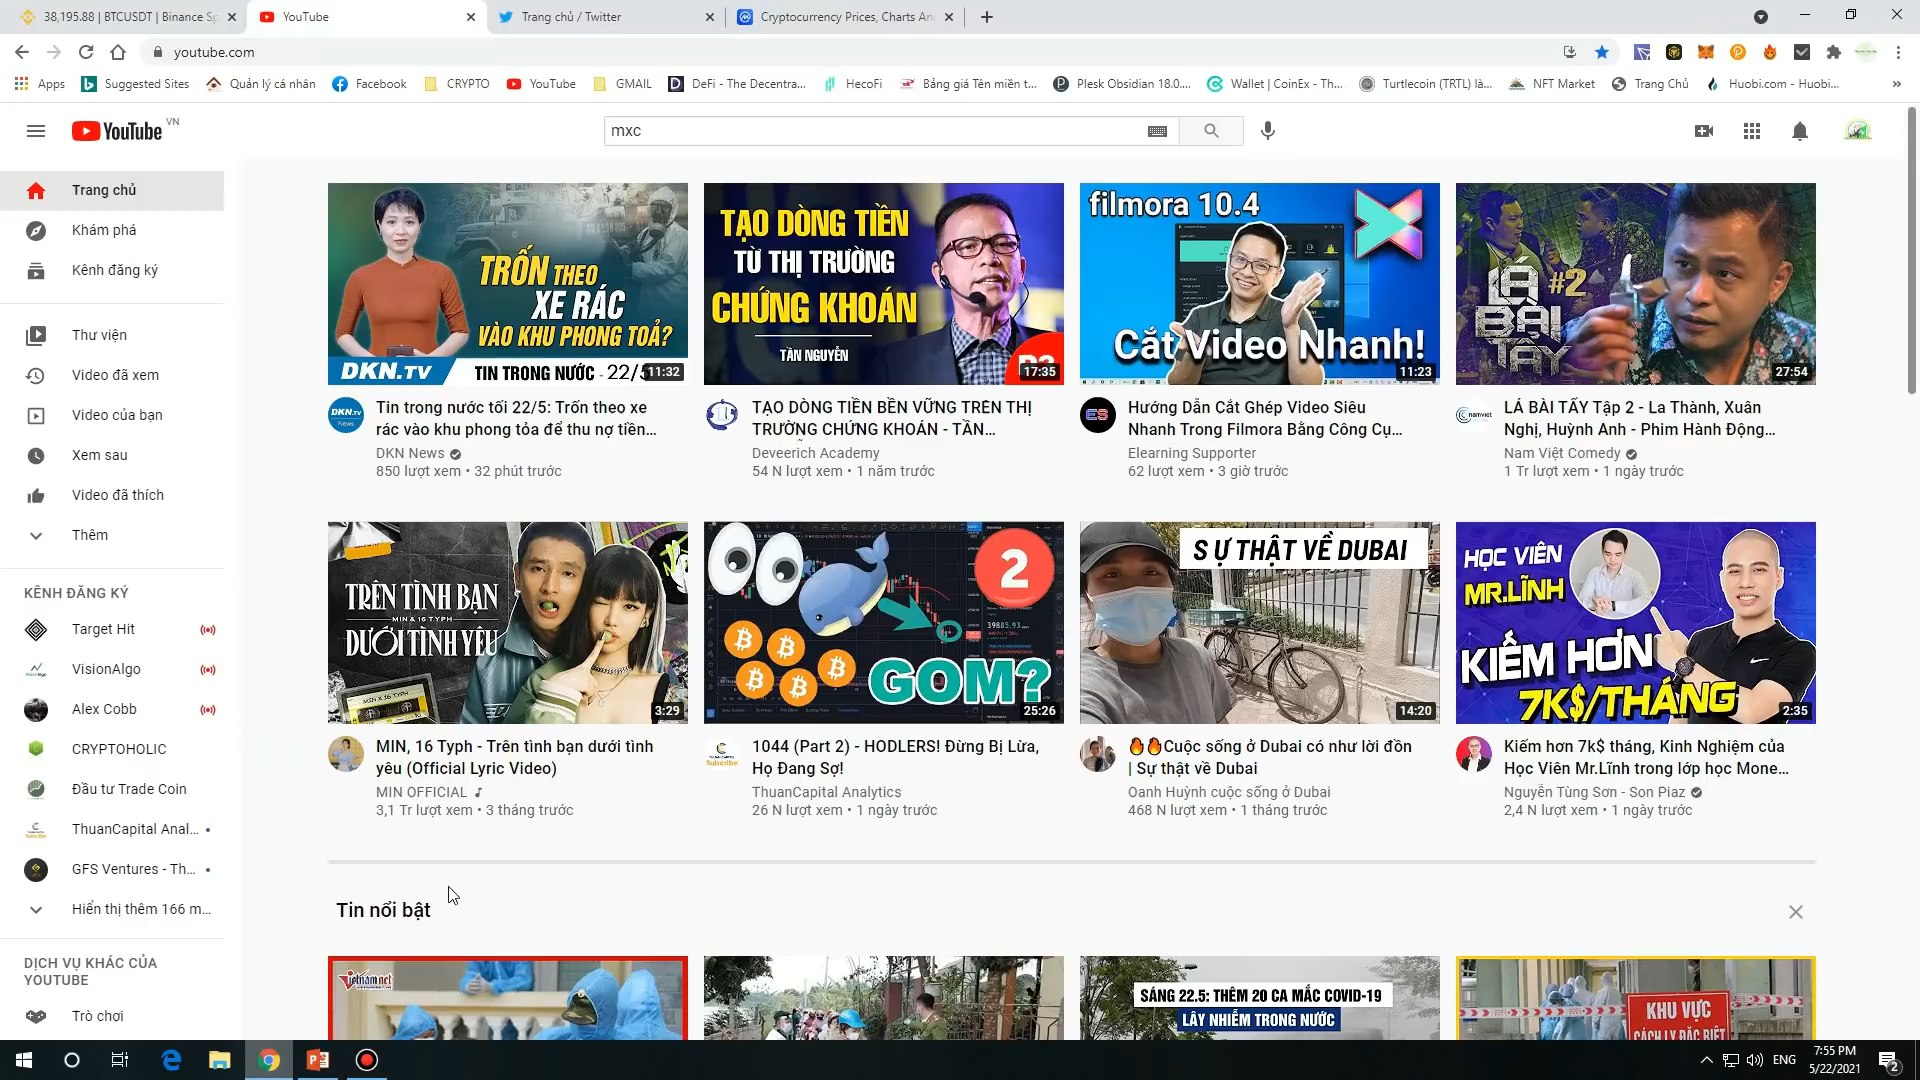 38,195.88 | BTCUSDT | Binance Sp
YouTube
Trang chủ / Twitter
Cryptocurrency Prices, Charts An
youtube.com
Apps
Suggested Sites
Quản lý cá nhân
Facebook
CRYPTO
YouTube
GMAIL
DeFi - The Decentra...
HecoFi
Bảng giá Tên miền t...
Plesk Obsidian 18.0....
Wallet | CoinEx - Th...
Turtlecoin (TRTL) là...
NFT Market
Trang Chủ
Huobi.com - Huobi...
YouTube VN
mxc
Trang chủ
Khám phá
Kênh đăng ký
Thư viện
Video đã xem
Video của bạn
Xem sau
Video đã thích
Thêm
KÊNH ĐĂNG KÝ
Target Hit
VisionAlgo
Alex Cobb
CRYPTOHOLIC
Đầu tư Trade Coin
ThuanCapital Anal...
GFS Ventures - Th...
Hiển thị thêm 166 m...
DỊCH VỤ KHÁC CỦA
YOUTUBE
Trò chơi
TRỐN THEO
XE RÁC
VÀO KHU PHONG TOẢ?
DKN.TV
TIN TRONG NƯỚC - 22/5
11:32
DKN.TV
News
Tin trong nước tối 22/5: Trốn theo xe
rác vào khu phong tỏa để thu nợ tiền...
DKN News
850 lượt xem • 32 phút trước
TẠO DÒNG TIỀN
TỪ THỊ TRƯỜNG
CHỨNG KHOÁN
TẤN NGUYỄN
17:35
TẠO DÒNG TIỀN BỀN VỮNG TRÊN THỊ
TRƯỜNG CHỨNG KHOÁN - TẤN...
Deveerich Academy
54 N lượt xem • 1 năm trước
filmora 10.4
Cắt Video Nhanh!
11:23
ES
Hướng Dẫn Cắt Ghép Video Siêu
Nhanh Trong Filmora Bằng Công Cụ...
Elearning Supporter
62 lượt xem • 3 giờ trước
LÁ #2
BÀI
TẨY
27:54
namviet
LÁ BÀI TẨY Tập 2 - La Thành, Xuân
Nghị, Huỳnh Anh - Phim Hành Động...
Nam Việt Comedy
1 Tr lượt xem • 1 ngày trước
TRÊN TÌNH BẠN
MIN & 16 TYPH
DƯỚI TÌNH YÊU
MIN X 16 TYPH
3:29
MIN, 16 Typh - Trên tình bạn dưới tình
yêu (Official Lyric Video)
MIN OFFICIAL
3,1 Tr lượt xem • 3 tháng trước
2
39885.93
GOM?
25:26
Subcribe
1044 (Part 2) - HODLERS! Đừng Bị Lừa,
Họ Đang Sợ!
ThuanCapital Analytics
26 N lượt xem • 1 ngày trước
SỰ THẬT VỀ DUBAI
14:20
🔥🔥Cuộc sống ở Dubai có như lời đồn
| Sự thật về Dubai
Oanh Huỳnh cuộc sống ở Dubai
468 N lượt xem • 1 tháng trước
HỌC VIÊN
MR.LĨNH
KIẾM HƠN
7K$/THÁNG
2:35
Kiếm hơn 7k$ tháng, Kinh Nghiệm của
Học Viên Mr.Lĩnh trong lớp học Mone...
Nguyễn Tùng Sơn - Son Piaz
2,4 N lượt xem • 1 ngày trước
Tin nổi bật
vietnamnet
SÁNG 22.5: THÊM 20 CA MẮC COVID-19
LÂY NHIỄM TRONG NƯỚC
KHU VỰC
CÁCH LY ĐẶC BIỆT
ENG
7:55 PM
5/22/2021
2